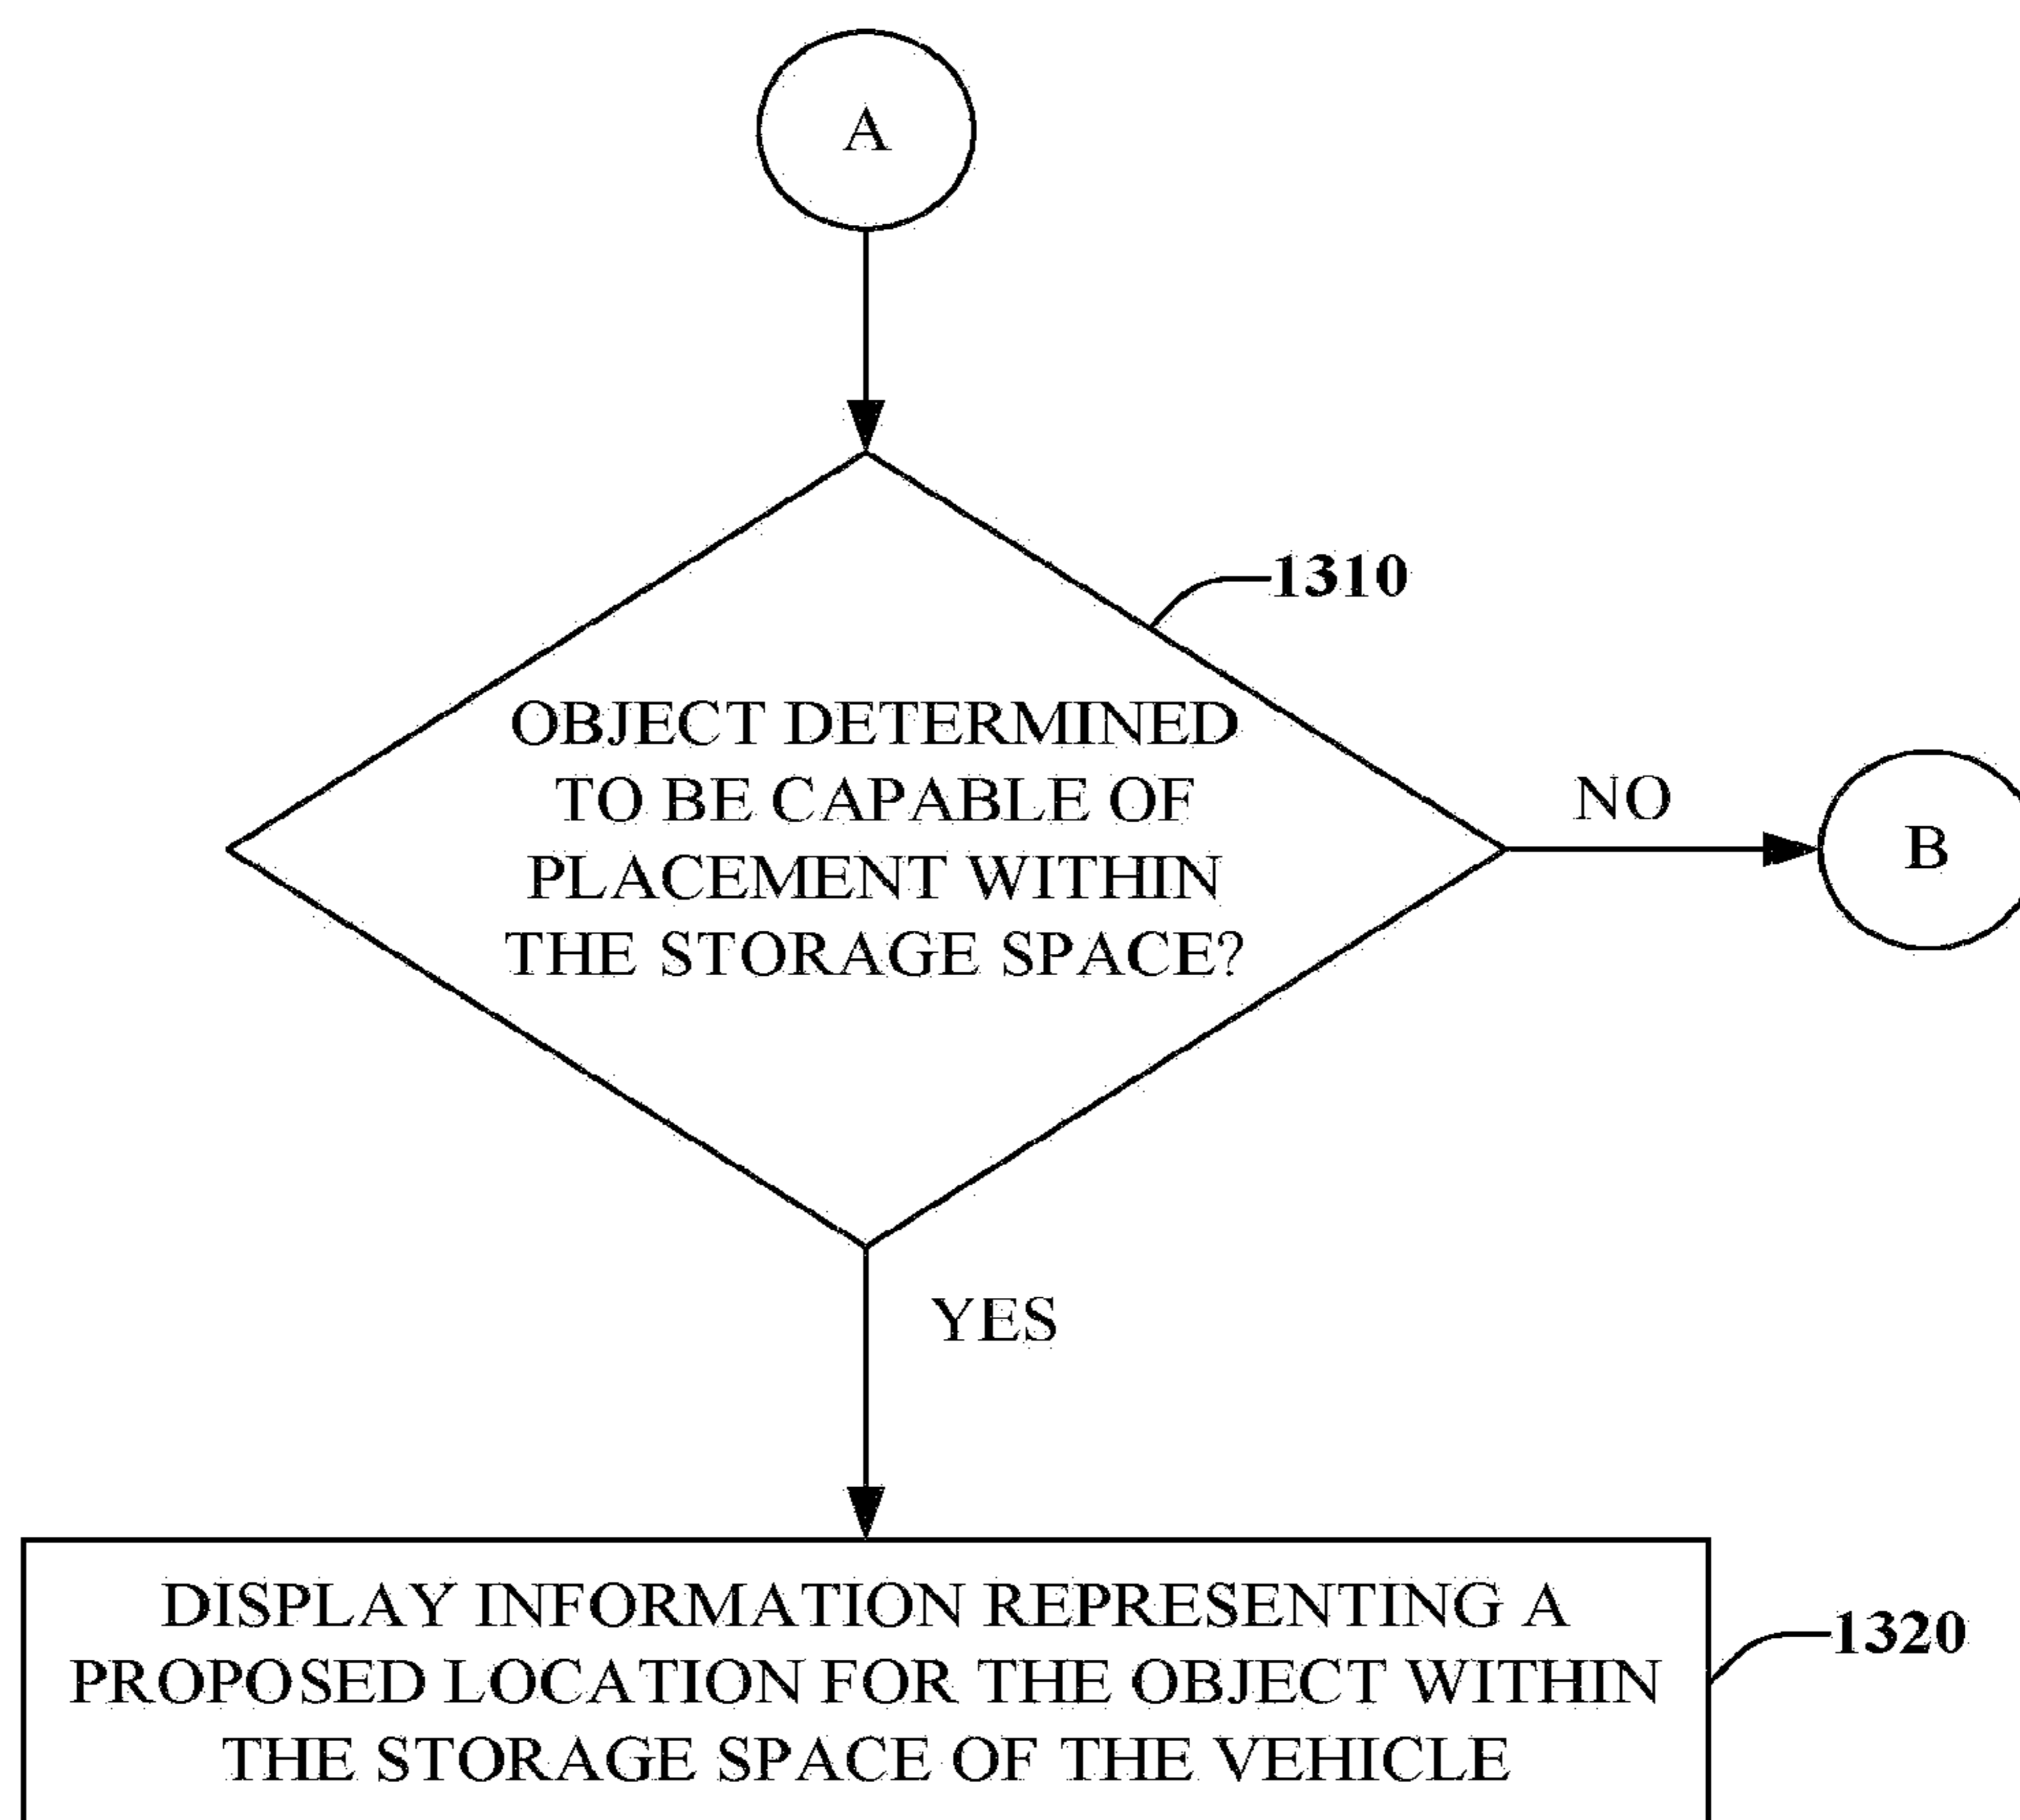 A
1310
OBJECT DETERMINED
TO BE CAPABLE OF
PLACEMENT WITHIN
THE STORAGE SPACE?
NO
B
YES
DISPLAY INFORMATION REPRESENTING A
PROPOSED LOCATION FOR THE OBJECT WITHIN
THE STORAGE SPACE OF THE VEHICLE
1320